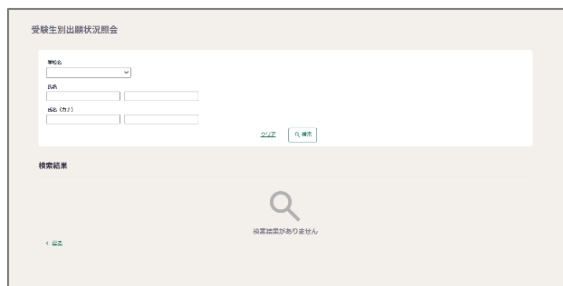 受験生別出願状況照会
学校名
氏名
氏名（カナ）
クリア 検索
検索結果
検索結果がありません
戻る